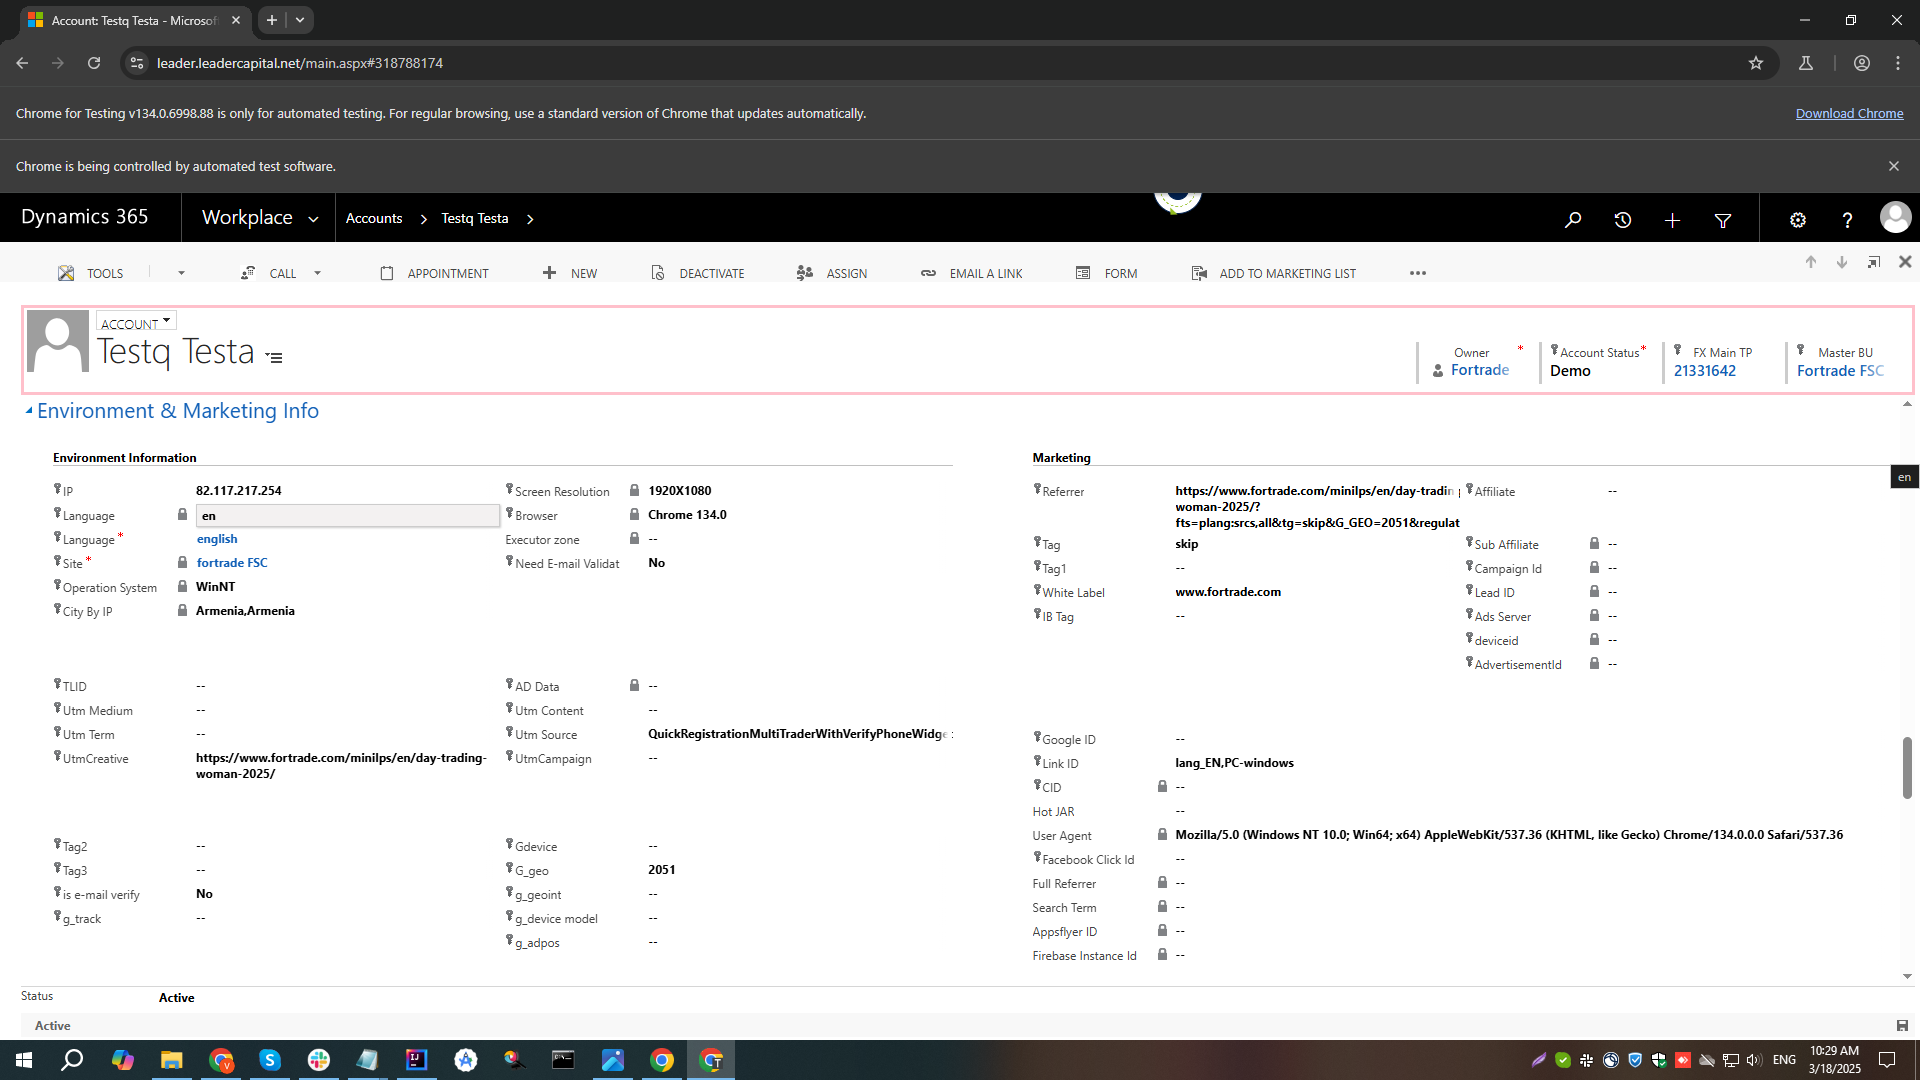 Account: Testq Testa - Microsof
leader.leadercapital.net/main.aspx#318788174
Chrome for Testing v134.0.6998.88 is only for automated testing. For regular browsing, use a standard version of Chrome that updates automatically.
Download Chrome
Chrome is being controlled by automated test software.
Dynamics 365
Workplace
Accounts
Testq Testa
TOOLS
CALL
APPOINTMENT
NEW
DEACTIVATE
ASSIGN
EMAIL A LINK
FORM
ADD TO MARKETING LIST
ACCOUNT
Testq Testa
Owner *
Fortrade
Account Status *
Demo
FX Main TP
21331642
Master BU
Fortrade FSC
Environment & Marketing Info
Environment Information
IP 82.117.217.254
Language en
Language * english
Site * fortrade FSC
Operation System WinNT
City By IP Armenia,Armenia
Screen Resolution 1920X1080
Browser Chrome 134.0
Executor zone --
Need E-mail Validat No
TLID --
Utm Medium --
Utm Term --
UtmCreative https://www.fortrade.com/minilps/en/day-trading-
woman-2025/
AD Data --
Utm Content --
Utm Source QuickRegistrationMultiTraderWithVerifyPhoneWidge
UtmCampaign --
Tag2 --
Tag3 --
is e-mail verify No
g_track --
Gdevice --
G_geo 2051
g_geoint --
g_device model --
g_adpos --
Marketing
Referrer https://www.fortrade.com/minilps/en/day-tradin
woman-2025/?
fts=plang:srcs,all&tg=skip&G_GEO=2051&regulat
Tag skip
Tag1 --
White Label www.fortrade.com
IB Tag --
Affiliate --
Sub Affiliate --
Campaign Id --
Lead ID --
Ads Server --
deviceid --
AdvertisementId --
Google ID --
Link ID lang_EN,PC-windows
CID --
Hot JAR --
User Agent Mozilla/5.0 (Windows NT 10.0; Win64; x64) AppleWebKit/537.36 (KHTML, like Gecko) Chrome/134.0.0.0 Safari/537.36
Facebook Click Id --
Full Referrer --
Search Term --
Appsflyer ID --
Firebase Instance Id --
en
Status Active
Active
ENG
10:29 AM
3/18/2025